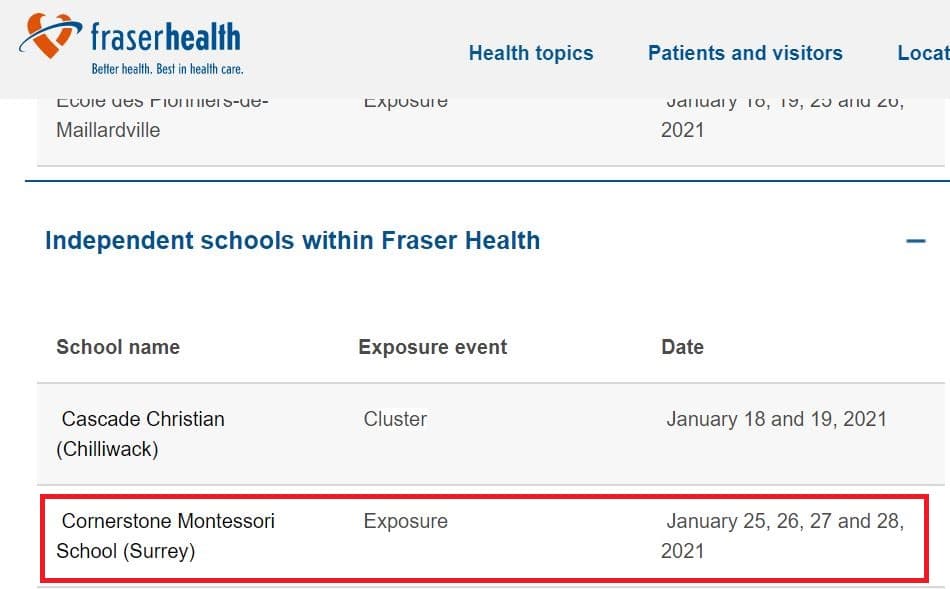 fraserhealth
Better health. Best in health care.
Health topics Patients and visitors Locat
École des Pionniers-de- Exposure January 18, 19, 25 and 26,
Maillardville 2021
Independent schools within Fraser Health
School name Exposure event Date
Cascade Christian Cluster January 18 and 19, 2021
(Chilliwack)
Cornerstone Montessori Exposure January 25, 26, 27 and 28,
School (Surrey) 2021